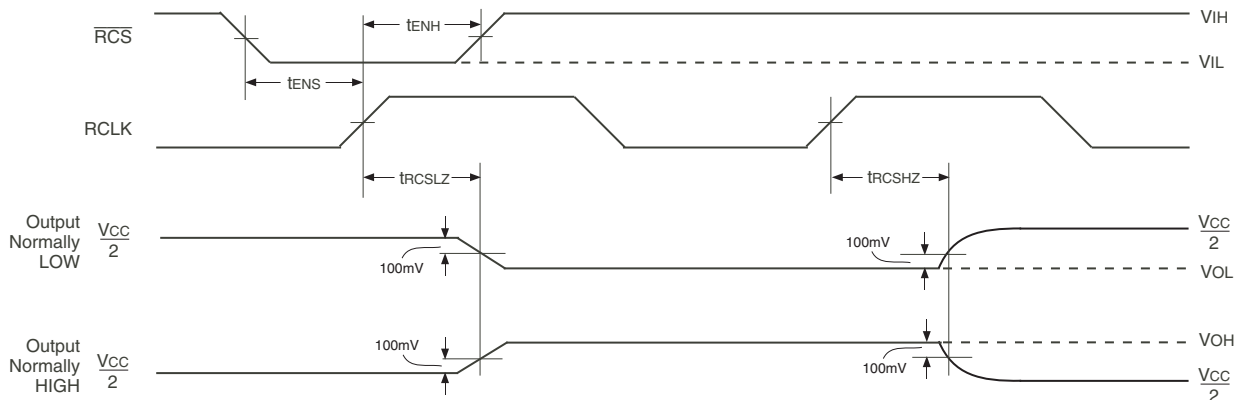 tENH
VIH
RCS
VIL
tENS
RCLK
tRCSLZ
tRCSHZ
Output
Normally
LOW
VCC
2
100mV
100mV
VCC
2
VOL
Output
Normally
HIGH
VCC
2
100mV
100mV
VOH
VCC
2